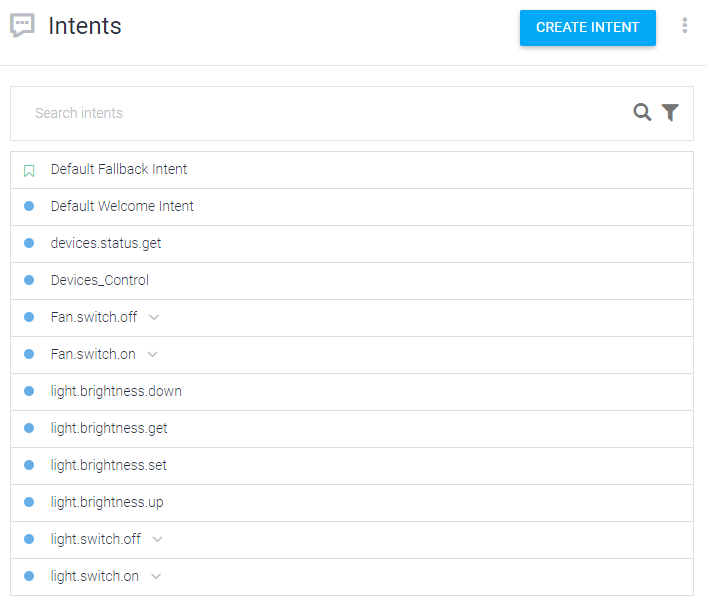 Intents
CREATE INTENT
Search intents
Default Fallback Intent
Default Welcome Intent
devices.status.get
Devices_Control
Fan.switch.off
Fan.switch.on
light.brightness.down
light.brightness.get
light.brightness.set
light.brightness.up
light.switch.off
light.switch.on